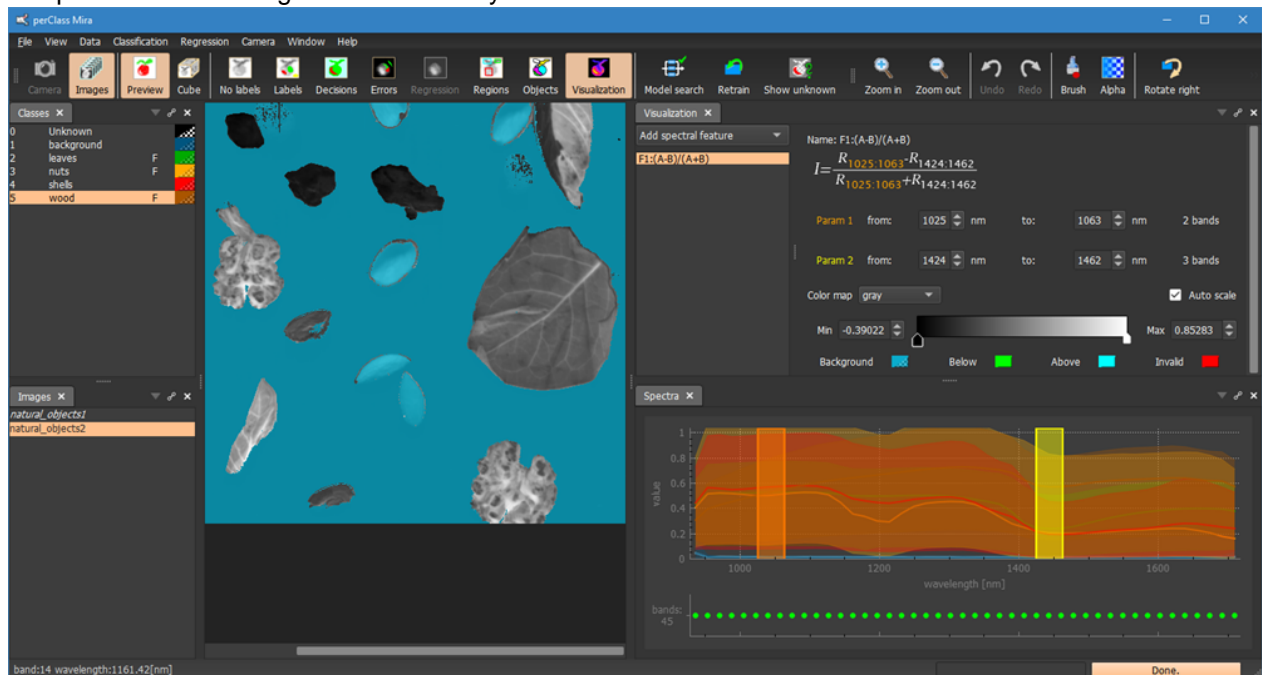 perClass Mira
File View Data Classification Regression Camera Window Help
Camera Images Preview Cube No labels Labels Decisions Errors Regression Regions Objects Visualization Model search Retrain Show unknown Zoom in Zoom out Undo Redo Brush Alpha Rotate right
Classes
0 Unknown
1 background
2 leaves F
3 nuts F
4 shells
5 wood F
Images
natural_objects1
natural_objects2
Visualization
Add spectral feature
F1:(A-B)/(A+B)
Name: F1:(A-B)/(A+B)
I= R1025:1063-R1424:1462
R1025:1063+R1424:1462
Param 1 from: 1025 nm to: 1063 nm 2 bands
Param 2 from: 1424 nm to: 1462 nm 3 bands
Color map gray Auto scale
Min -0.39022 Max 0.85283
Background Below Above Invalid
Spectra
1
0.8
0.6
0.4
0.2
0
value
1000 1200 1400 1600
wavelength [nm]
bands:
45
band:14 wavelength:1161.42[nm] Done.